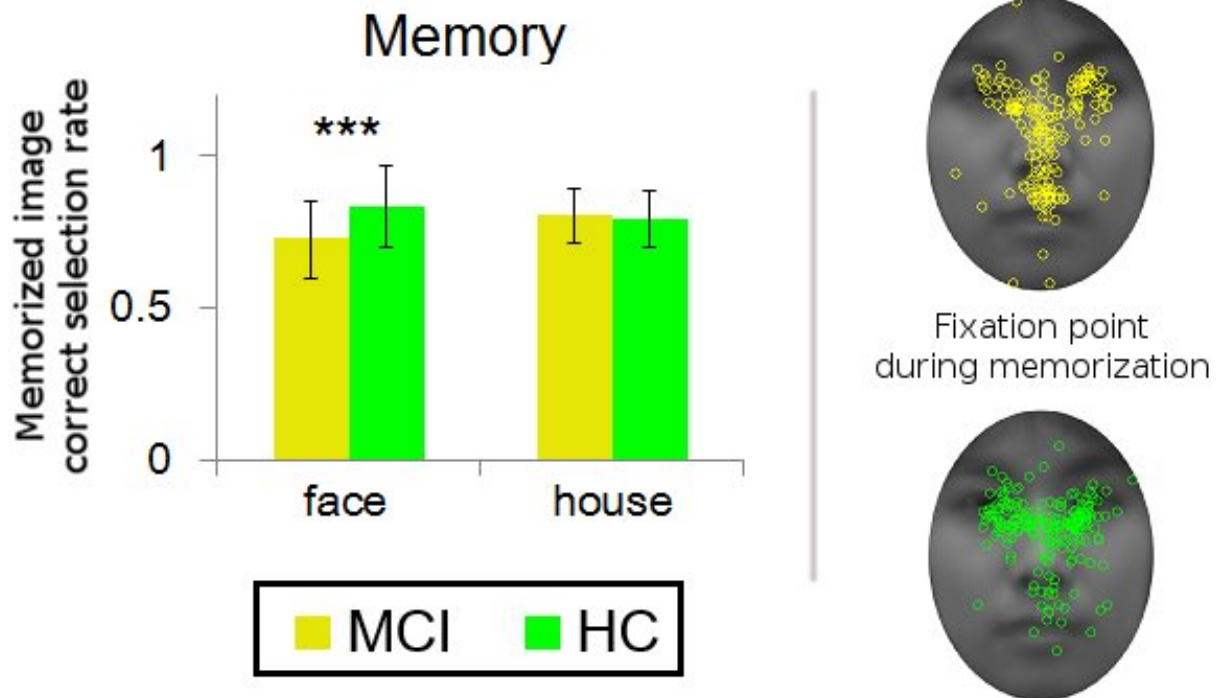 Memory
Memorized image
correct selection rate
***
1
0.5
0
face
house
MCI
HC
Fixation point
during memorization